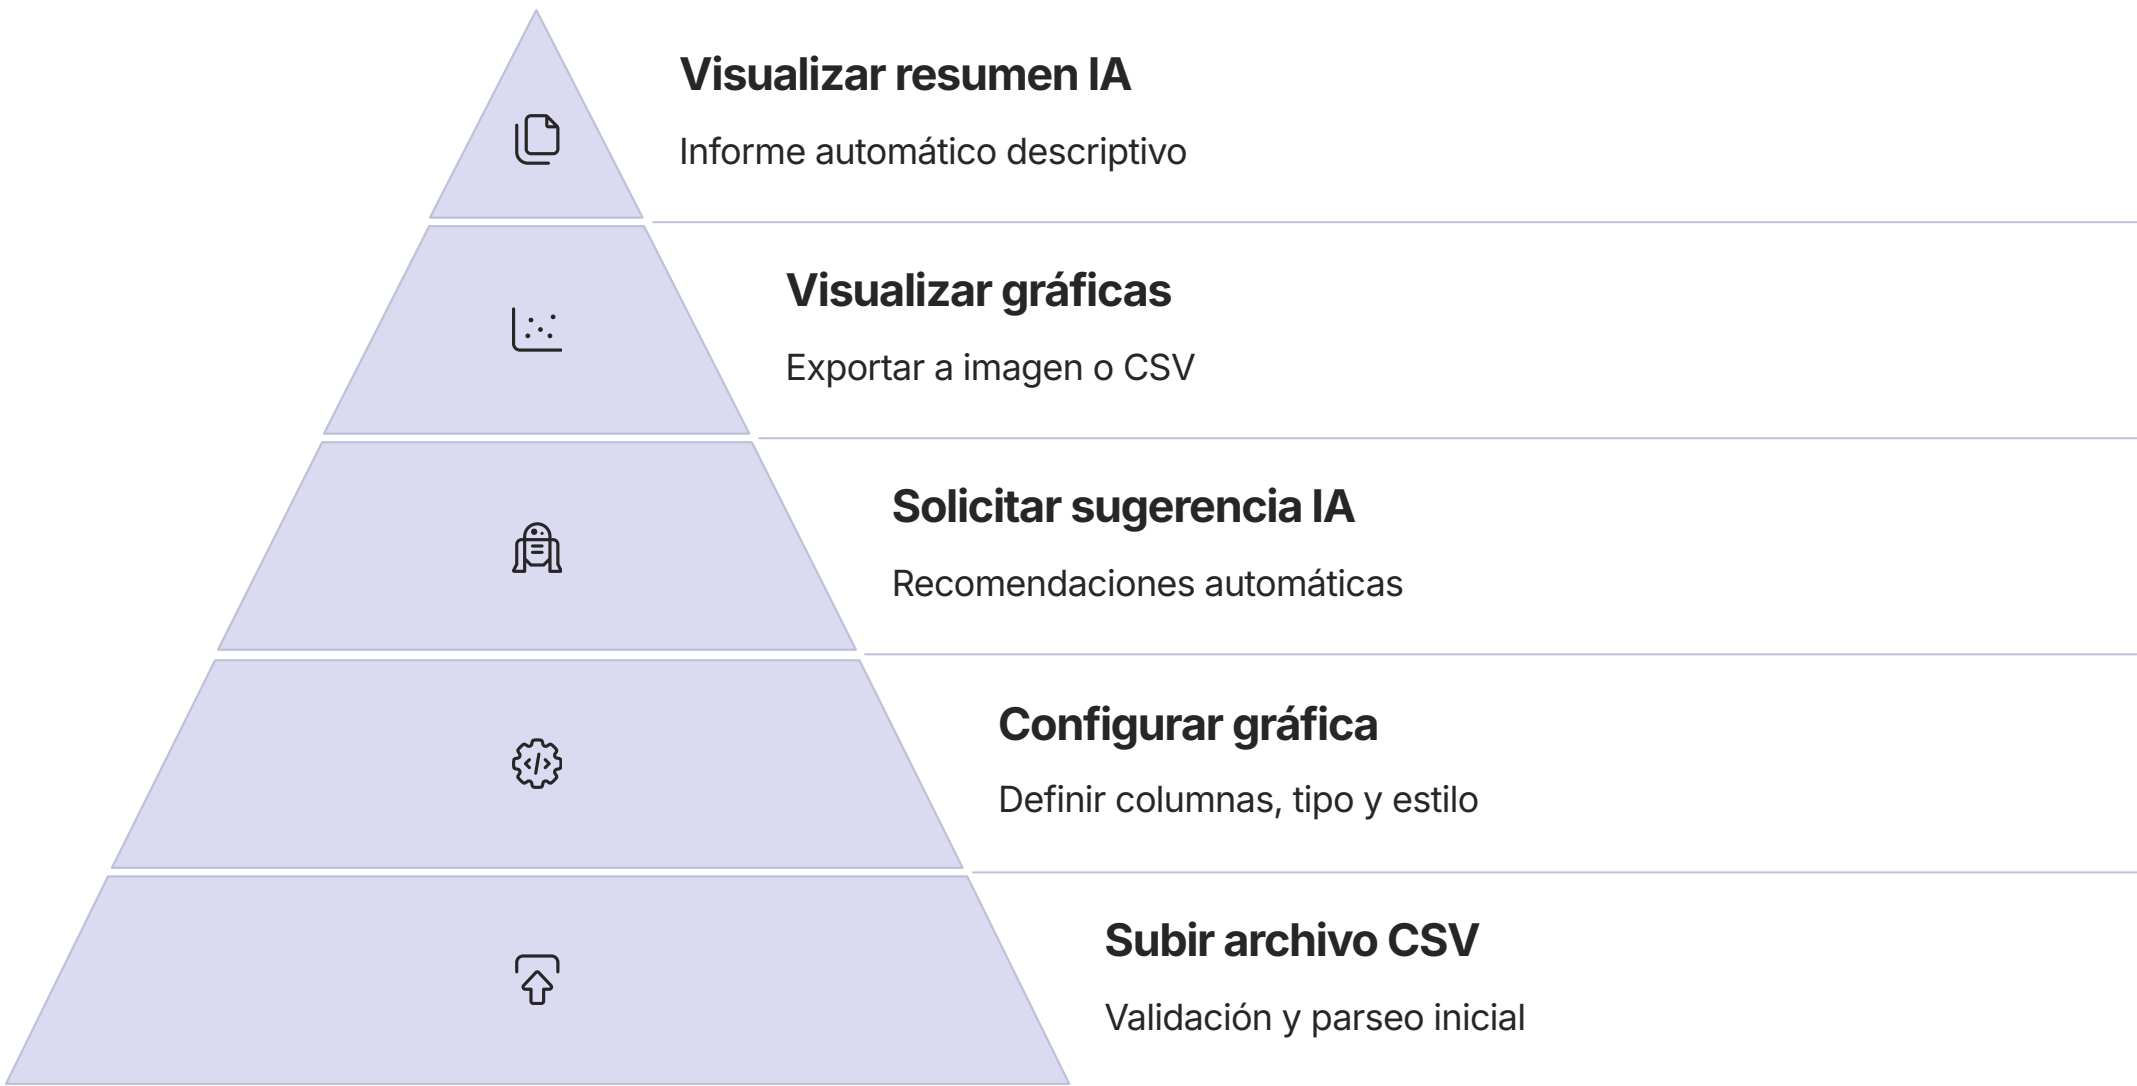 Visualizar resumen IA
Informe automático descriptivo
Visualizar gráficas
Exportar a imagen o CSV
Solicitar sugerencia IA
Recomendaciones automáticas
Configurar gráfica
Definir columnas, tipo y estilo
Subir archivo CSV
Validación y parseo inicial